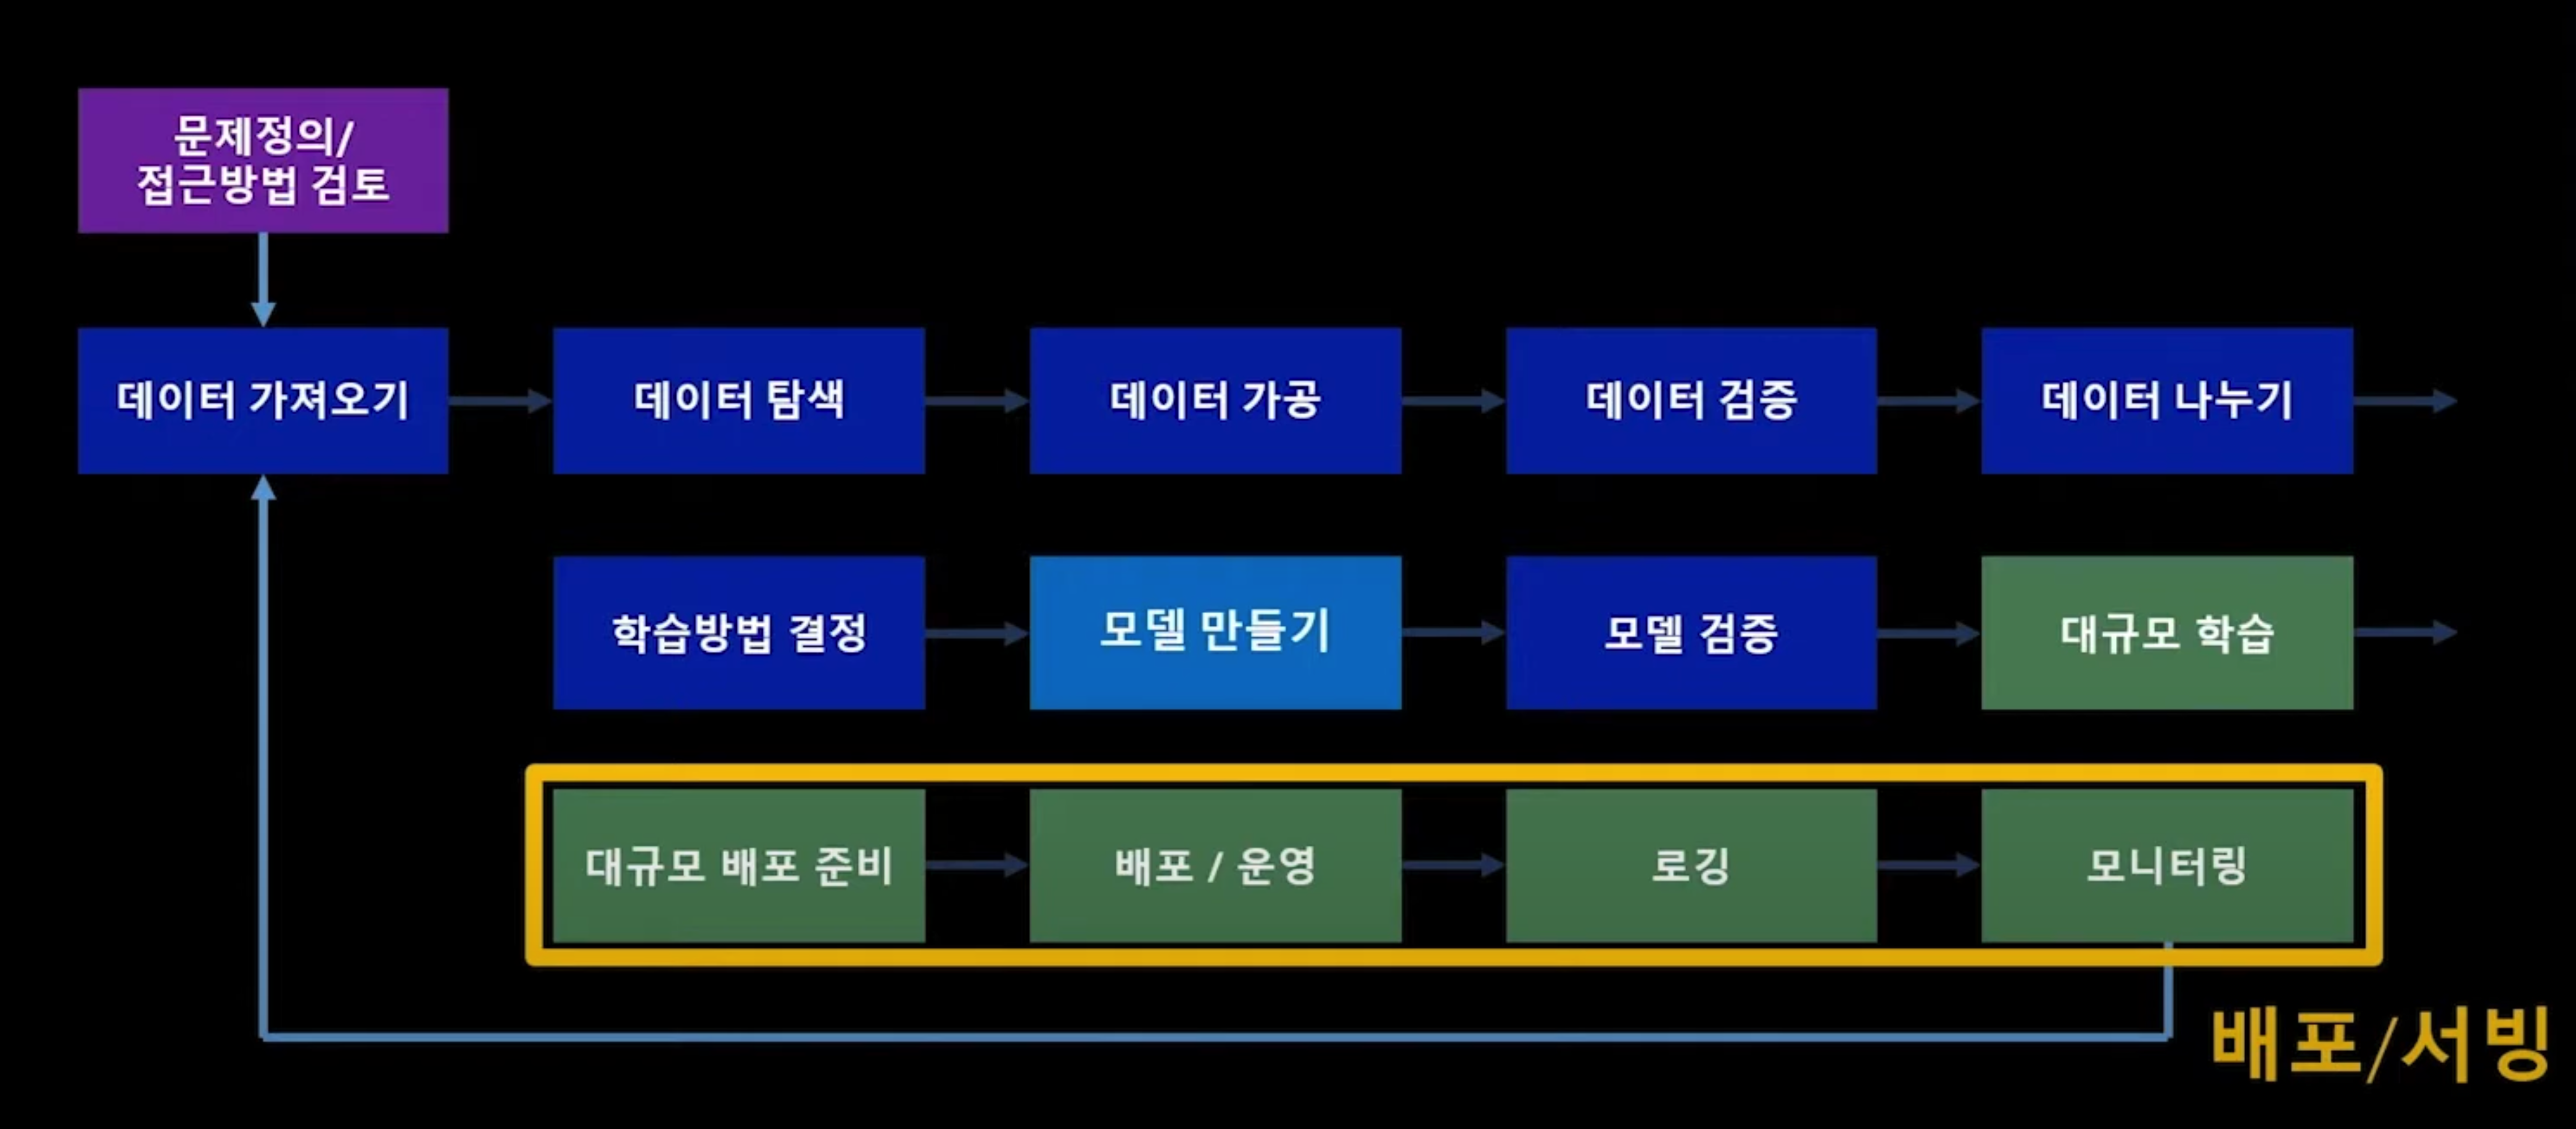 문제정의/
접근방법 검토
데이터 가져오기
데이터 탐색
데이터 가공
데이터 검증
데이터 나누기
학습방법 결정
모델 만들기
모델 검증
대규모 학습
대규모 배포 준비
배포 / 운영
로깅
모니터링
배포/서빙